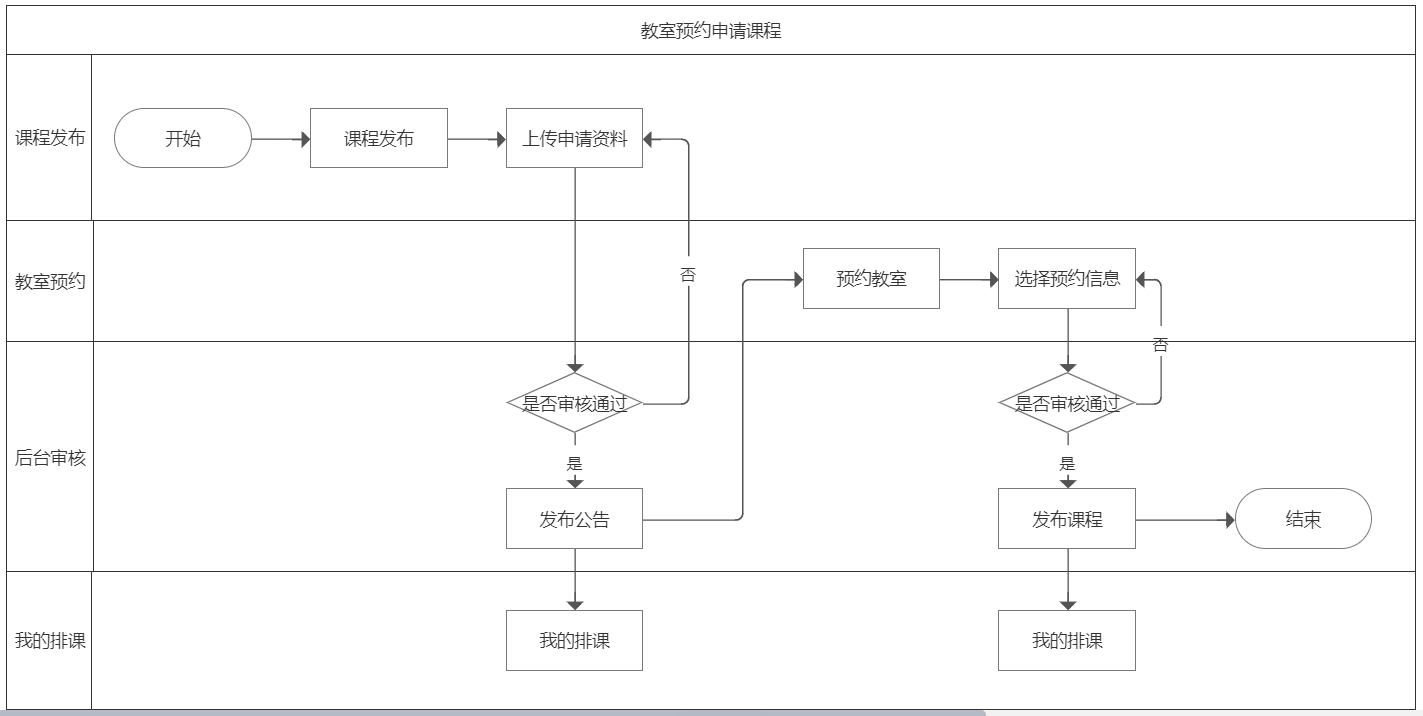 教室预约申请课程
课程发布
开始
课程发布
上传申请资料
教室预约
否
预约教室
选择预约信息
否
后台审核
是否审核通过
是否审核通过
是
是
发布公告
发布课程
结束
我的排课
我的排课
我的排课